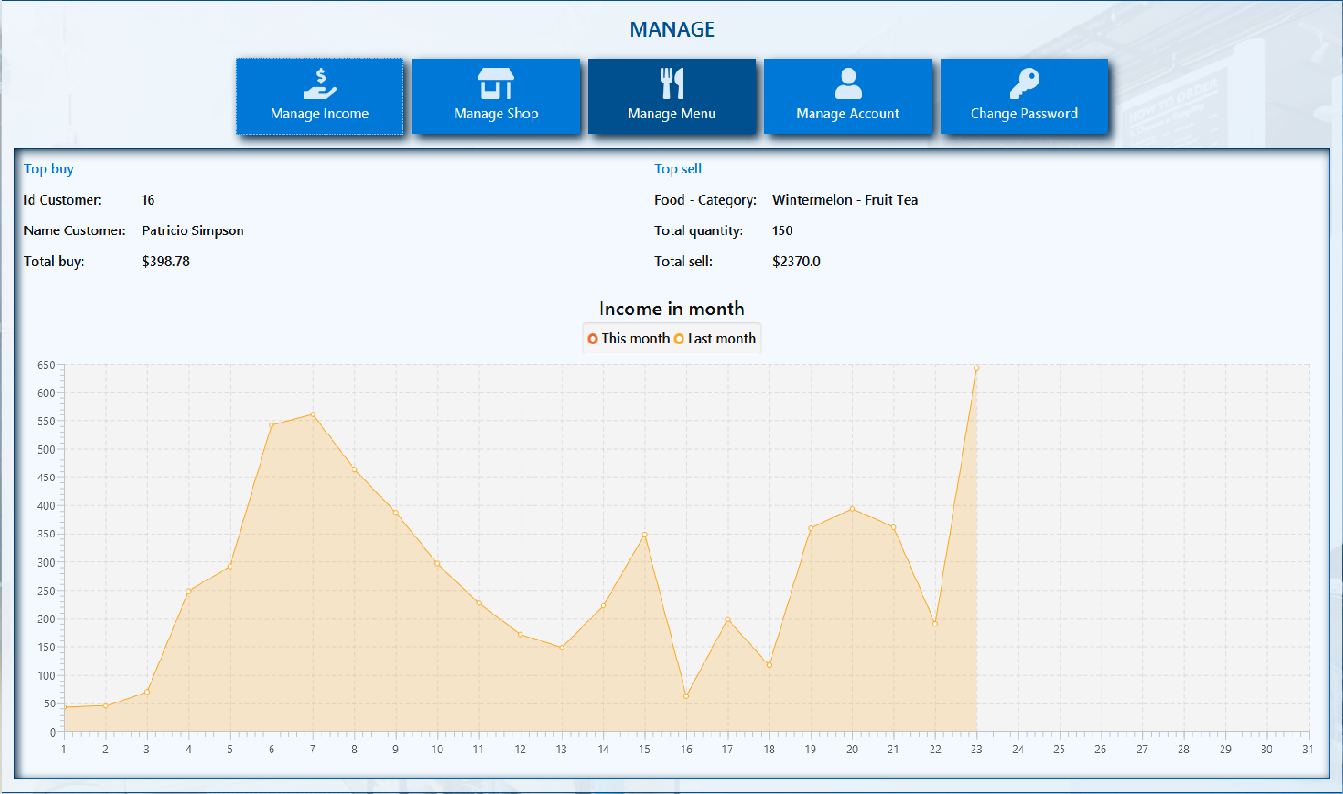 MANAGE
Manage Income
Manage Shop
Manage Menu
Manage Account
Change Password
HOW TO ORDER
Top buy
Top sell
Id Customer: 16
Food - Category: Wintermelon - Fruit Tea
Name Customer: Patricio Simpson
Total quantity: 150
Total buy: $398.78
Total sell: $2370.0
Income in month
This month Last month
650
600
550
500
450
400
350
300
250
200
150
100
50
0
1 2 3 4 5 6 7 8 9 10 11 12 13 14 15 16 17 18 19 20 21 22 23 24 25 26 27 28 29 30 31